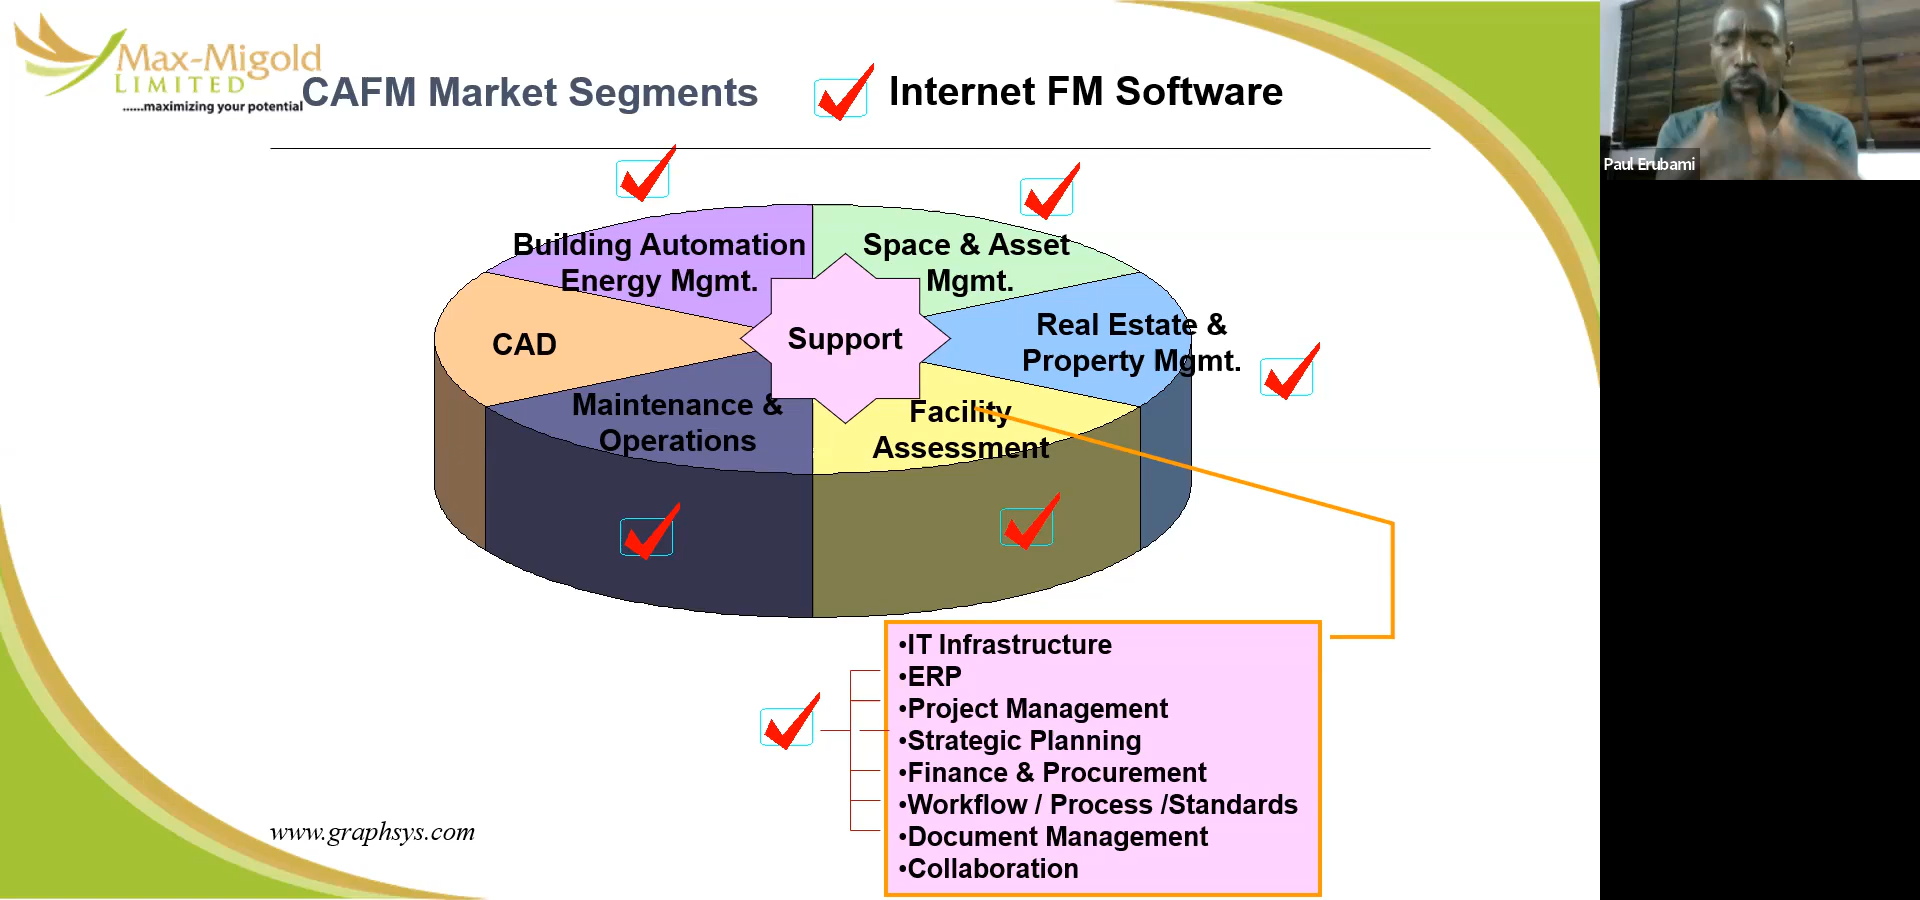 Max-Migold
LIMITED
......maximizing your potential
CAFM Market Segments
Internet FM Software
Paul Erubami
Building Automation
Energy Mgmt.
Space & Asset
Mgmt.
CAD
Support
Real Estate &
Property Mgmt.
Maintenance &
Operations
Facility
Assessment
•IT Infrastructure
•ERP
•Project Management
•Strategic Planning
•Finance & Procurement
•Workflow / Process /Standards
•Document Management
•Collaboration
www.graphsys.com